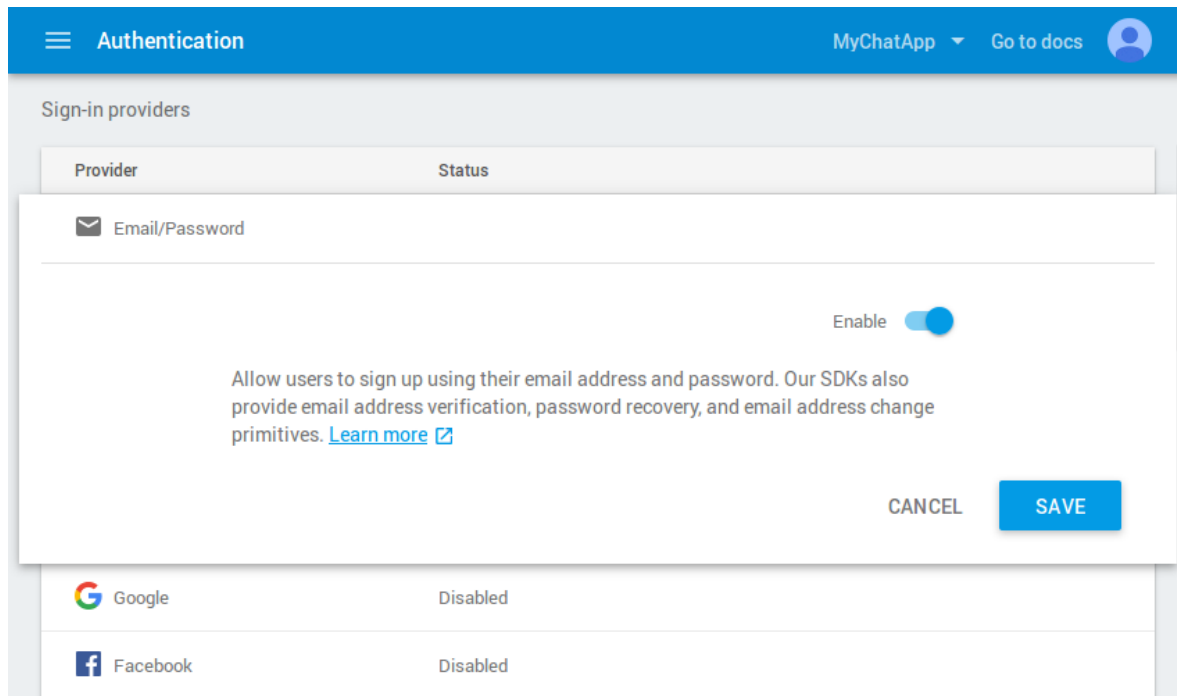 Authentication MyChatApp Go to docs
Sign-in providers
Provider Status
Email/Password
Enable
Allow users to sign up using their email address and password. Our SDKs also
provide email address verification, password recovery, and email address change
primitives. Learn more
CANCEL SAVE
Google Disabled
Facebook Disabled